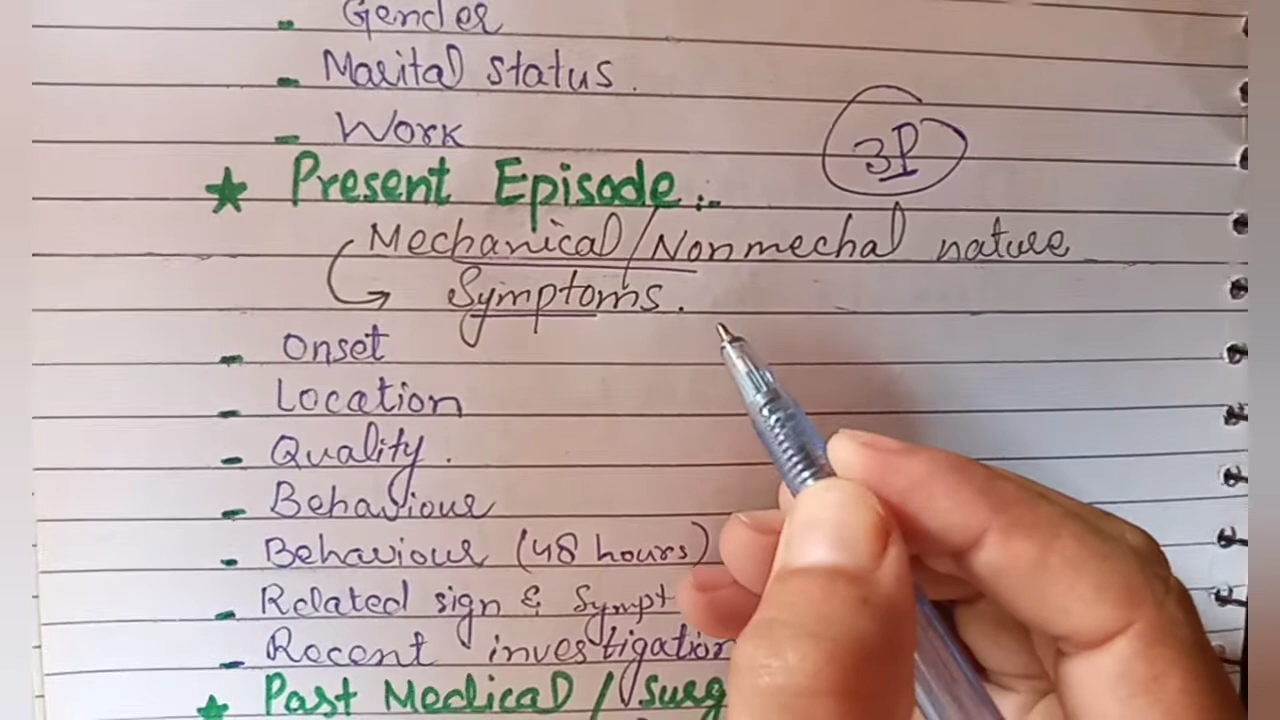 - Gender
- Marital status.
- Work
3P
★ Present Episode:-
Mechanical/Nonmechal nature
Symptoms.
- Onset
- Location
- Quality.
- Behaviour
- Behaviour (48 hours)
- Related sign & Sympt
- Recent investigation
★ Past Medical / Surg